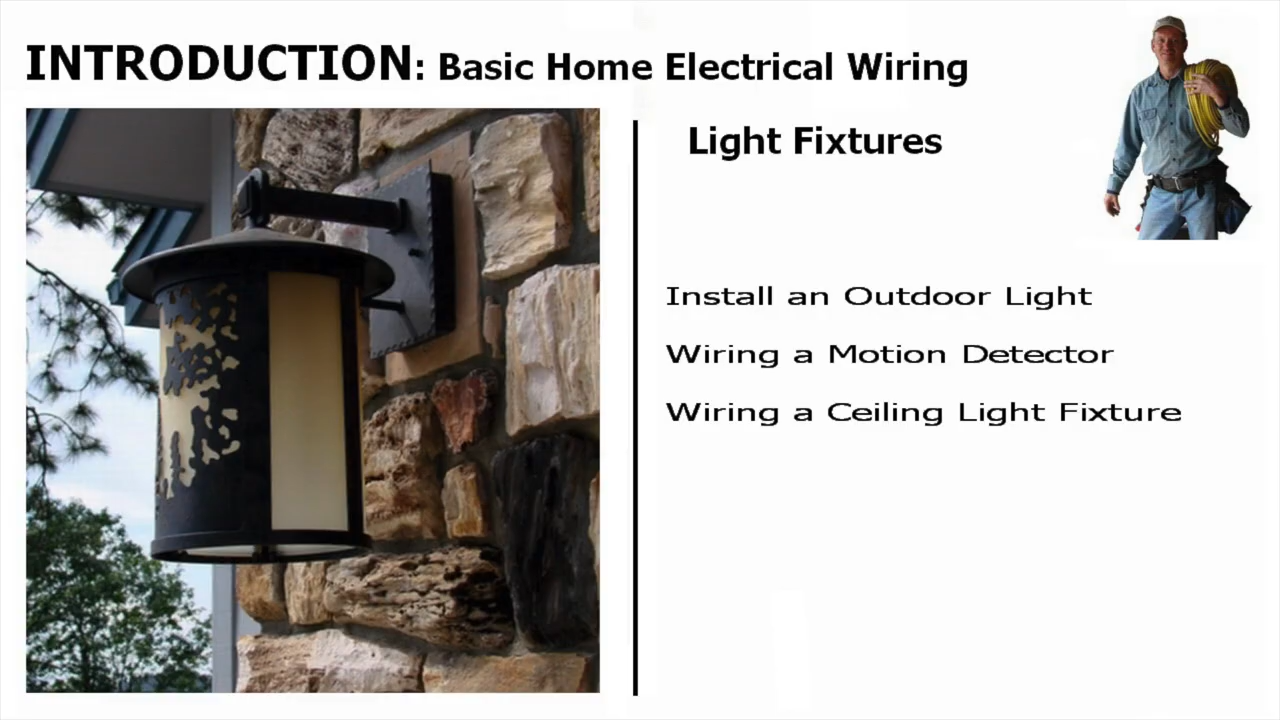 INTRODUCTION: Basic Home Electrical Wiring
Light Fixtures
Install an Outdoor Light
Wiring a Motion Detector
Wiring a Ceiling Light Fixture